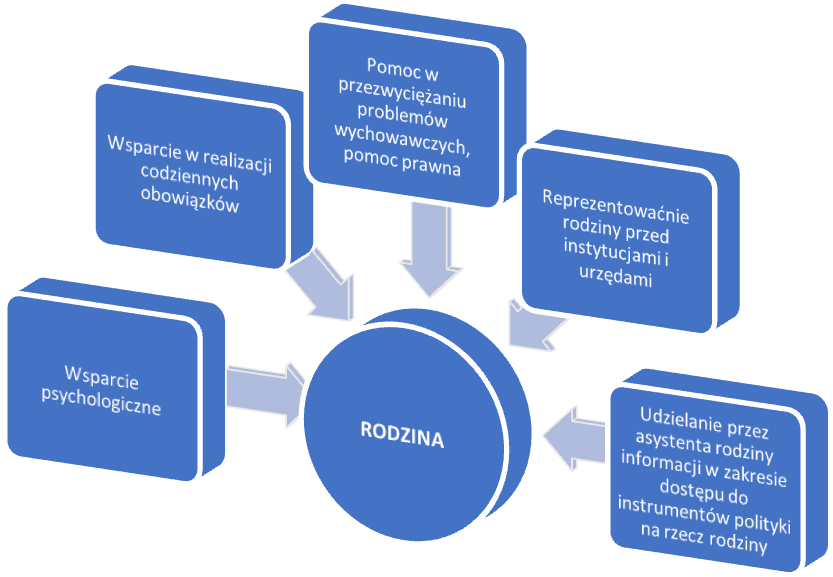 Pomoc w
przezwyciężaniu
problemów
wychowawczych,
pomoc prawna
Wsparcie w realizacji
codziennych
obowiązków
Reprezentowaćnie
rodziny przed
instytucjami i
urzędami
Wsparcie
psychologiczne
RODZINA
Udzielanie przez
asystenta rodziny
informacji w zakresie
dostępu do
instrumentów polityki
na rzecz rodziny